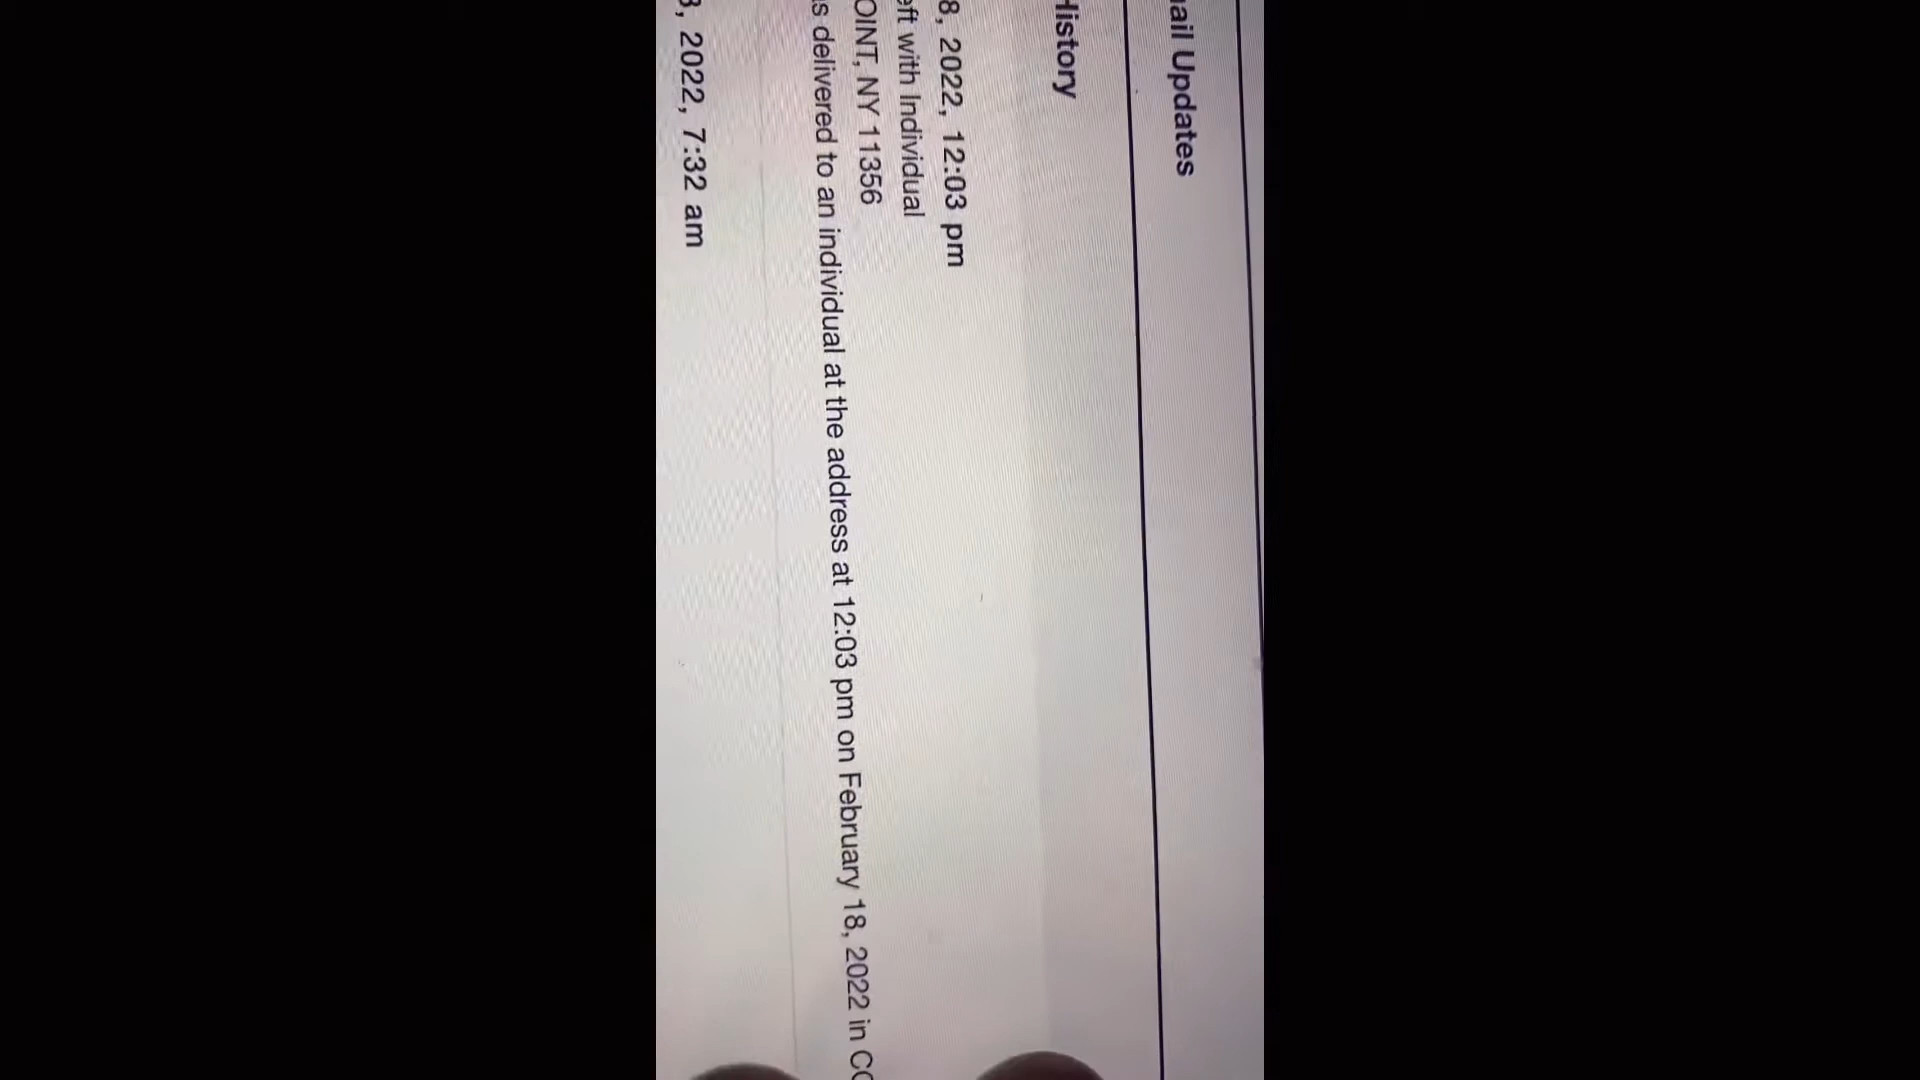 ail Updates
History
8, 2022, 12:03 pm
eft with Individual
OINT, NY 11356
s delivered to an individual at the address at 12:03 pm on February 18, 2022 in CO
, 2022, 7:32 am